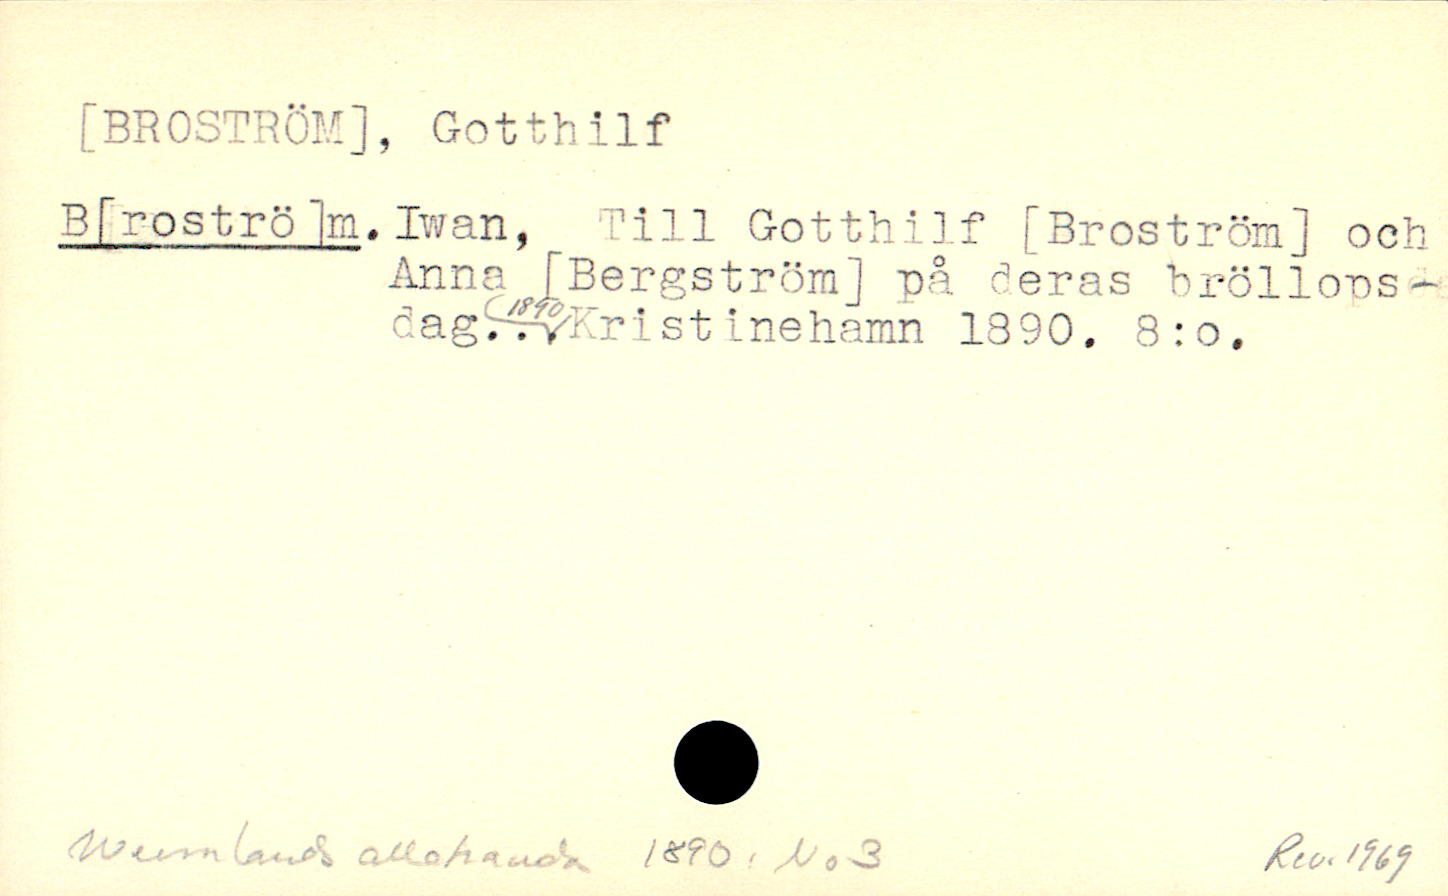 [BROSTRÖM], Gotthilf
B[roströ]m. Iwan, Till Gotthilf [Broström] och
Anna [Bergström] på deras bröllops-
dag... 1890 Kristinehamn 1890. 8:o.
Wermlands allehanda 1890. No 3
Rev. 1969